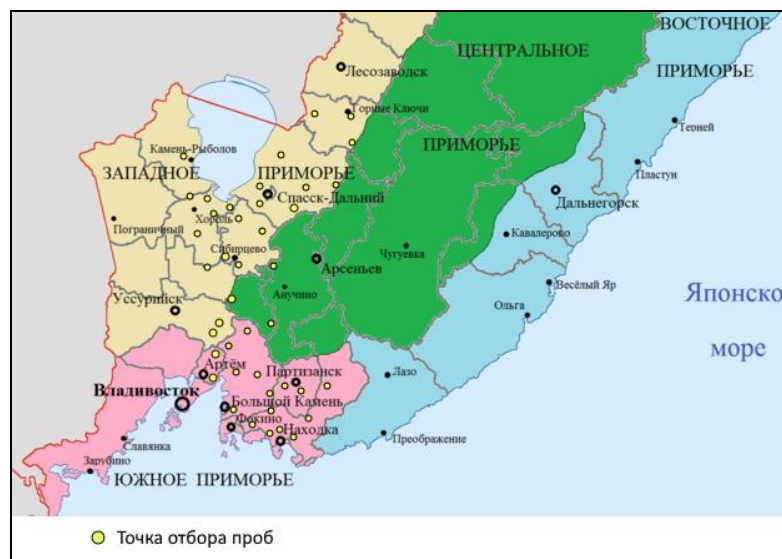 ВОСТОЧНОЕ
ЦЕНТРАЛЬНОЕ
Лесозаводск
ПРИМОРЬЕ
Горные Ключи
Терней
Камень-Рыболов
ПРИМОРЬЕ
Пластун
ЗАПАДНОЕ
ПРИМОРЬЕ
Спасск-Дальний
Дальнегорск
Хороль
Пограничный
Кавалерово
Сибирцево
Чугуевка
Арсеньев
Весёлый Яр
Анучино
Японско
Уссурийск
Ольга
море
Артём
Партизанск
Лазо
Владивосток
Большой Камень
Фокино
Находка
Преображение
Славянка
Зарубино
ЮЖНОЕ ПРИМОРЬЕ
Точка отбора проб